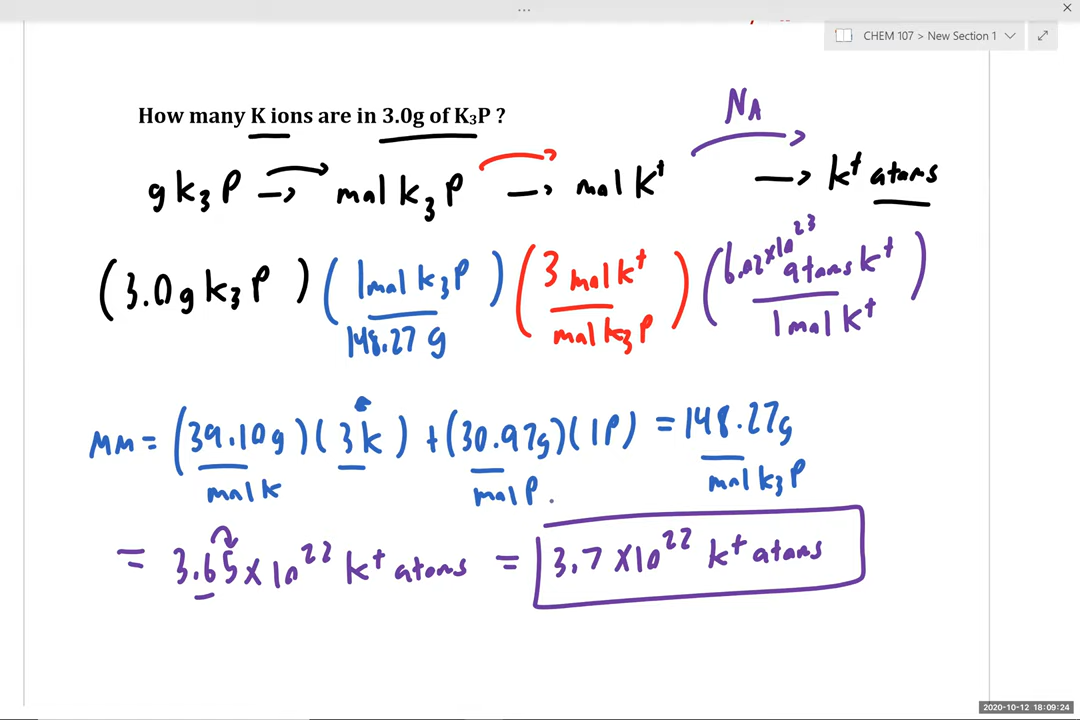 CHEM 107 > New Section 1
How many K ions are in 3.0g of K₃P ?
NA
g K₃P → mol K₃P → mol K⁺ → K⁺ atoms
(3.0g K₃P) (1 mol K₃P / 148.27 g) (3 mol K⁺ / mol K₃P) (6.02×10²³ atoms K⁺ / 1 mol K⁺)
MM = (39.10g / mol K) (3K) + (30.97g / mol P) (1P) = 148.27g / mol K₃P
= 3.65 × 10²² K⁺ atoms = 3.7 × 10²² K⁺ atoms
2020-10-12 18:09:24